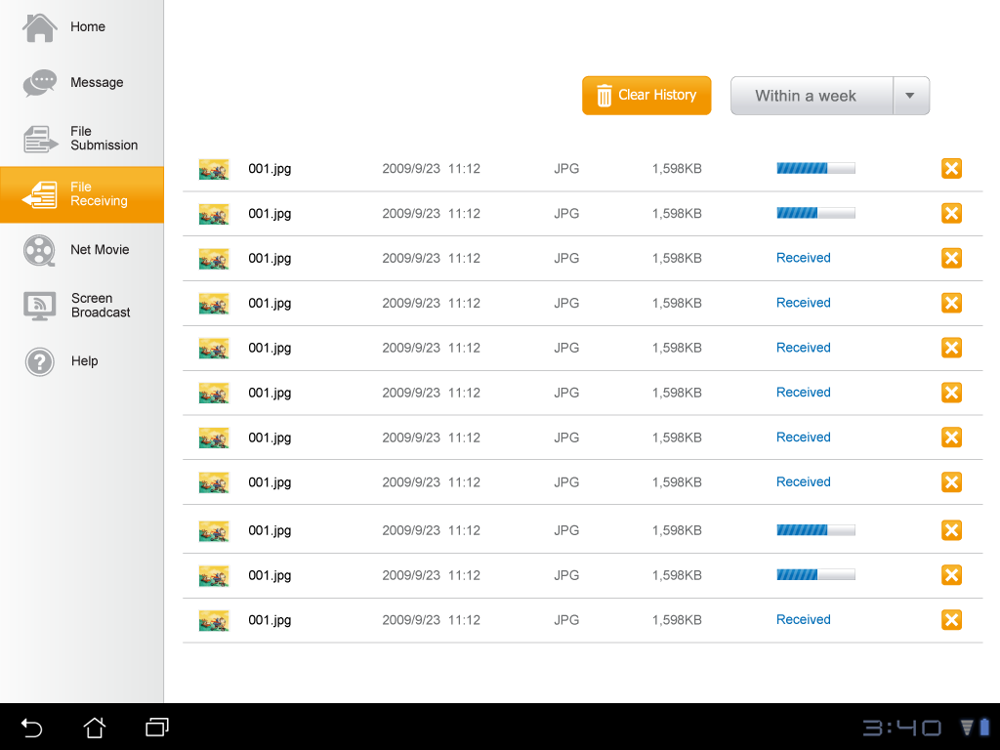 Home
Message
File
Submission
File
Receiving
Net Movie
Screen
Broadcast
Help
Clear History
Within a week
001.jpg 2009/9/23 11:12 JPG 1,598KB
001.jpg 2009/9/23 11:12 JPG 1,598KB
001.jpg 2009/9/23 11:12 JPG 1,598KB Received
001.jpg 2009/9/23 11:12 JPG 1,598KB Received
001.jpg 2009/9/23 11:12 JPG 1,598KB Received
001.jpg 2009/9/23 11:12 JPG 1,598KB Received
001.jpg 2009/9/23 11:12 JPG 1,598KB Received
001.jpg 2009/9/23 11:12 JPG 1,598KB Received
001.jpg 2009/9/23 11:12 JPG 1,598KB
001.jpg 2009/9/23 11:12 JPG 1,598KB
001.jpg 2009/9/23 11:12 JPG 1,598KB Received
3:40